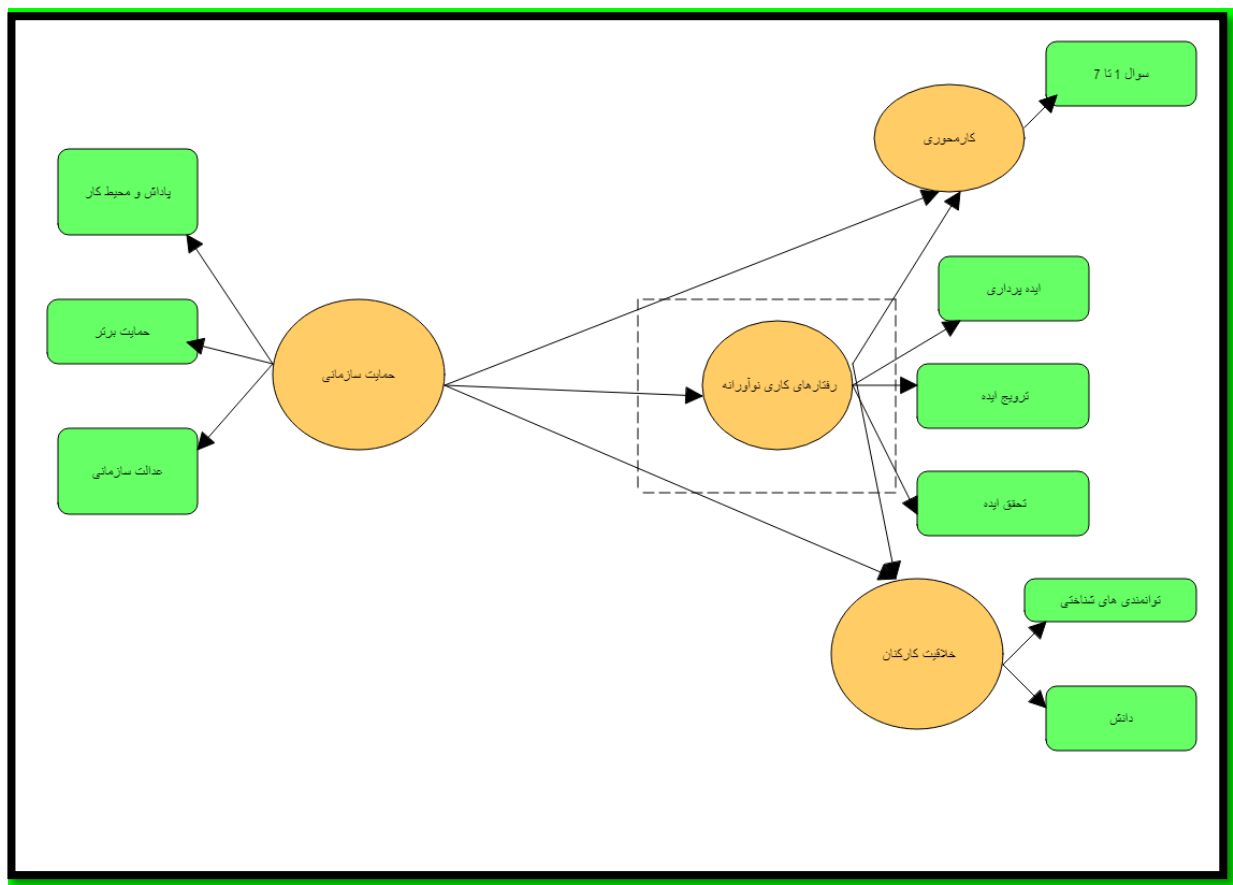 سوال 1 تا 7
کارمحوری
پاداش و محیط کار
ایده پرداری
حمایت برتر
حمایت سازمانی
رفتارهای کاری نوآورانه
ترویج ایده
عدالت سازمانی
تحقق ایده
توانمندی های شناختی
خلاقیت کارکنان
دانش